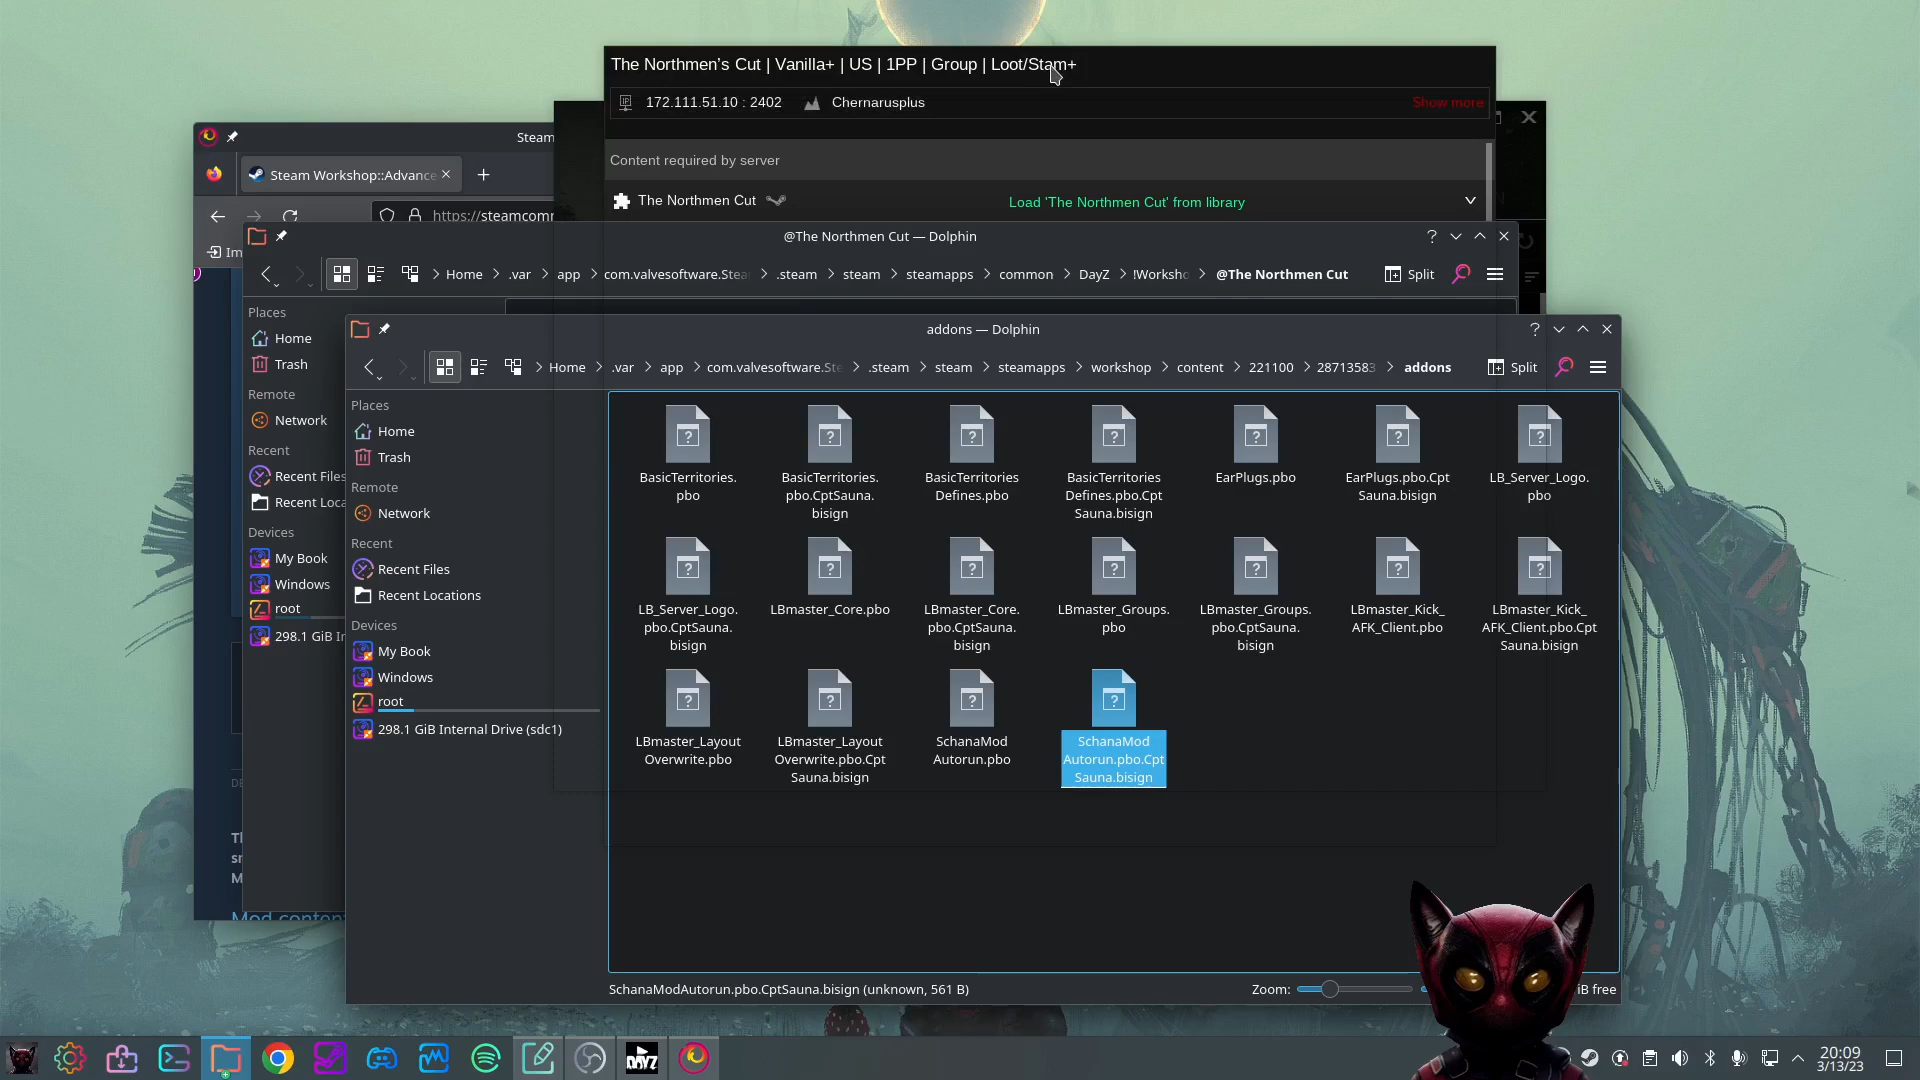 The Northmen's Cut | Vanilla+ | US | 1PP | Group | Loot/Stam+
172.111.51.10 : 2402 Chernarusplus Show more
Content required by server
The Northmen Cut Load 'The Northmen Cut' from library
Steam
Steam Workshop::Advance
https://steamcomm
Im
@The Northmen Cut — Dolphin
Home .var app com.valvesoftware.Stea .steam steam steamapps common DayZ !Worksho @The Northmen Cut Split
Places
Home
Trash
Remote
Network
Recent
Recent Files
Recent Loca
Devices
My Book
Windows
root
298.1 GiB Ir
Mod content
addons — Dolphin
Home .var app com.valvesoftware.Ste .steam steam steamapps workshop content 221100 28713583 addons Split
Places
Home
Trash
Remote
Network
Recent
Recent Files
Recent Locations
Devices
My Book
Windows
root
298.1 GiB Internal Drive (sdc1)
BasicTerritories.
pbo
BasicTerritories.
pbo.CptSauna.
bisign
BasicTerritories
Defines.pbo
BasicTerritories
Defines.pbo.Cpt
Sauna.bisign
EarPlugs.pbo
EarPlugs.pbo.Cpt
Sauna.bisign
LB_Server_Logo.
pbo
LB_Server_Logo.
pbo.CptSauna.
bisign
LBmaster_Core.pbo
LBmaster_Core.
pbo.CptSauna.
bisign
LBmaster_Groups.
pbo
LBmaster_Groups.
pbo.CptSauna.
bisign
LBmaster_Kick_
AFK_Client.pbo
LBmaster_Kick_
AFK_Client.pbo.Cpt
Sauna.bisign
LBmaster_Layout
Overwrite.pbo
LBmaster_Layout
Overwrite.pbo.Cpt
Sauna.bisign
SchanaMod
Autorun.pbo
SchanaMod
Autorun.pbo.Cpt
Sauna.bisign
SchanaModAutorun.pbo.CptSauna.bisign (unknown, 561 B)
Zoom:
iB free
DAYZ
20:09
3/13/23